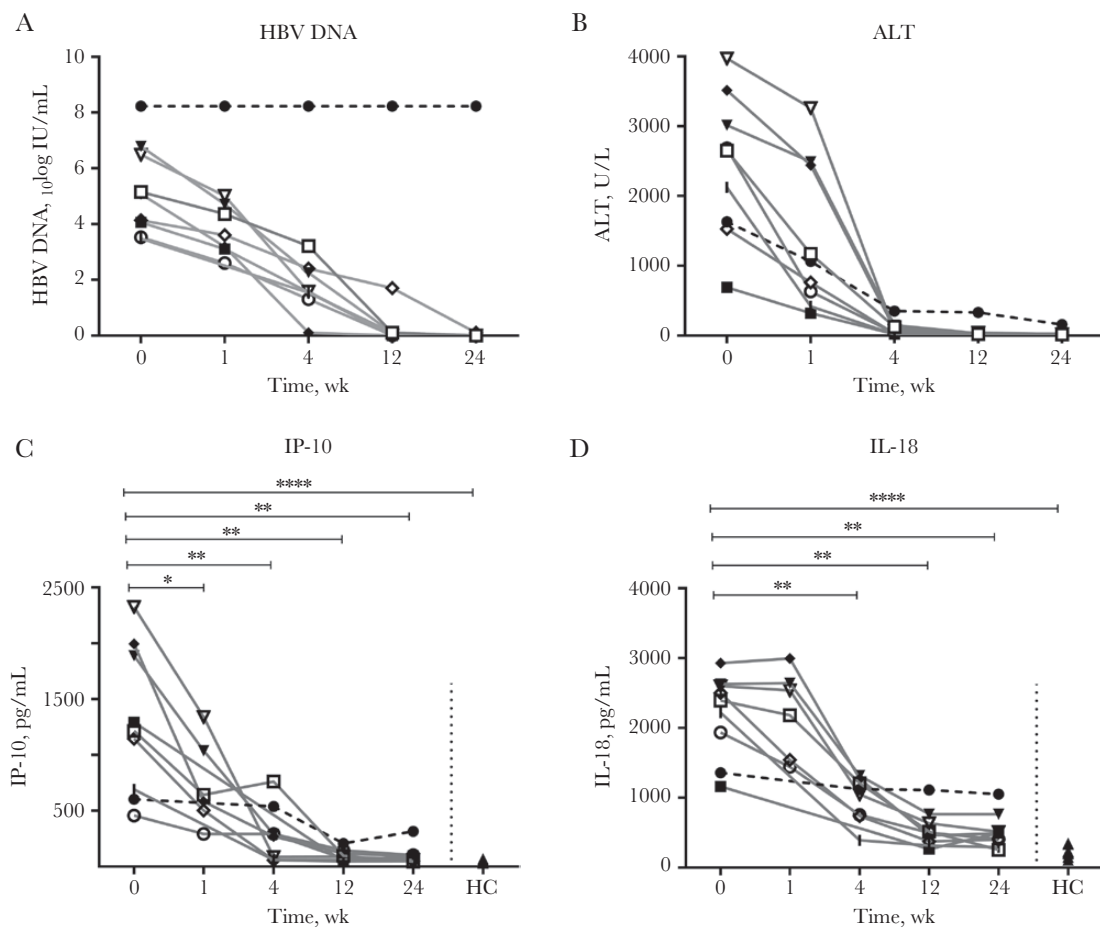 A
HBV DNA
HBV DNA, 10log IU/mL
10
8
6
4
2
0
0 1 4 12 24
Time, wk
B
ALT
ALT, U/L
4000
3000
2000
1000
0
0 1 4 12 24
Time, wk
C
IP-10
****
**
**
**
*
IP-10, pg/mL
2500
1500
500
0 1 4 12 24 HC
Time, wk
D
IL-18
****
**
**
**
IL-18, pg/mL
4000
3000
2000
1000
0
0 1 4 12 24 HC
Time, wk